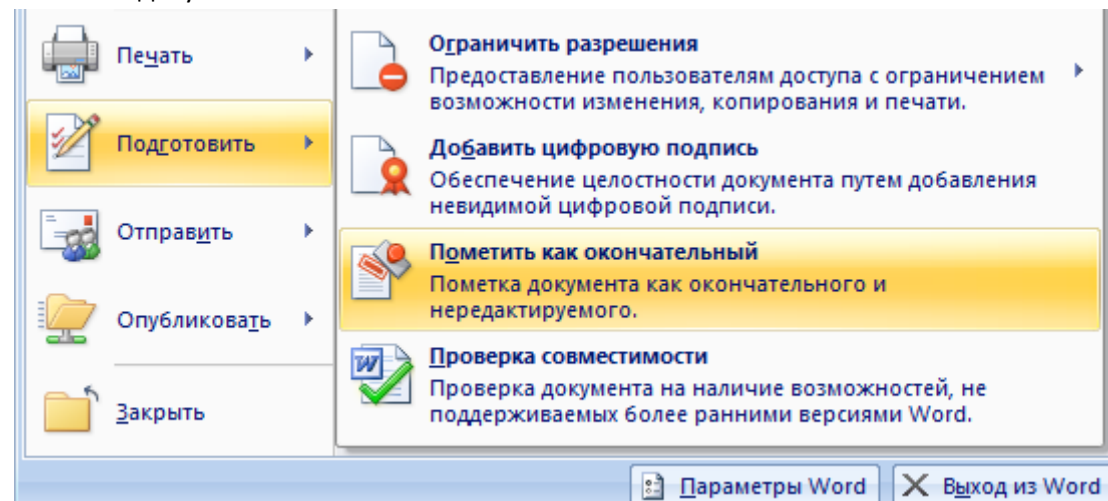 Печать
Подготовить
Отправить
Опубликовать
Закрыть
Ограничить разрешения
Предоставление пользователям доступа с ограничением
возможности изменения, копирования и печати.
Добавить цифровую подпись
Обеспечение целостности документа путем добавления
невидимой цифровой подписи.
Пометить как окончательный
Пометка документа как окончательного и
нередактируемого.
Проверка совместимости
Проверка документа на наличие возможностей, не
поддерживаемых более ранними версиями Word.
Параметры Word
Выход из Word